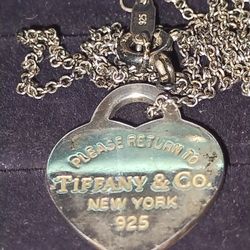 PLEASE RETURN TO
TIFFANY & CO.
NEW YORK
925